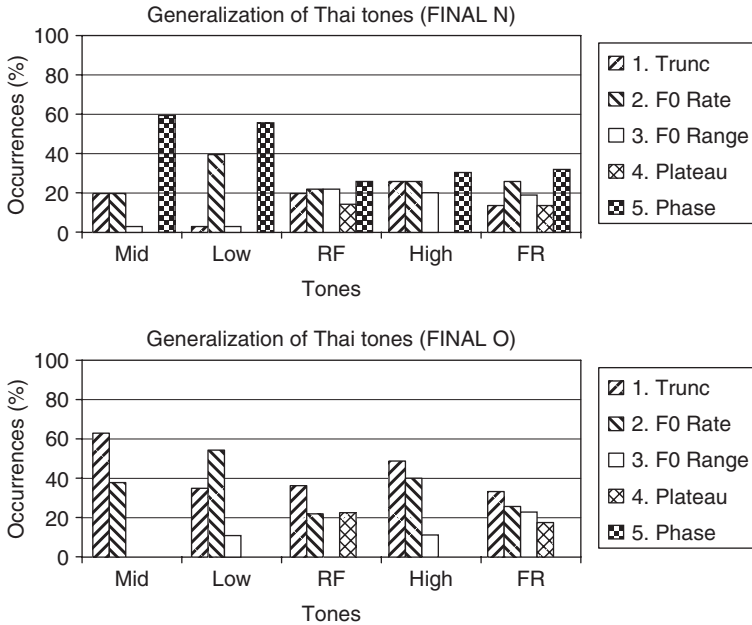 Generalization of Thai tones (FINAL N)
100
80
60
40
20
0
Occurrences (%)
Mid Low RF High FR
Tones
1. Trunc
2. F0 Rate
3. F0 Range
4. Plateau
5. Phase
Generalization of Thai tones (FINAL O)
100
80
60
40
20
0
Occurrences (%)
Mid Low RF High FR
Tones
1. Trunc
2. F0 Rate
3. F0 Range
4. Plateau
5. Phase